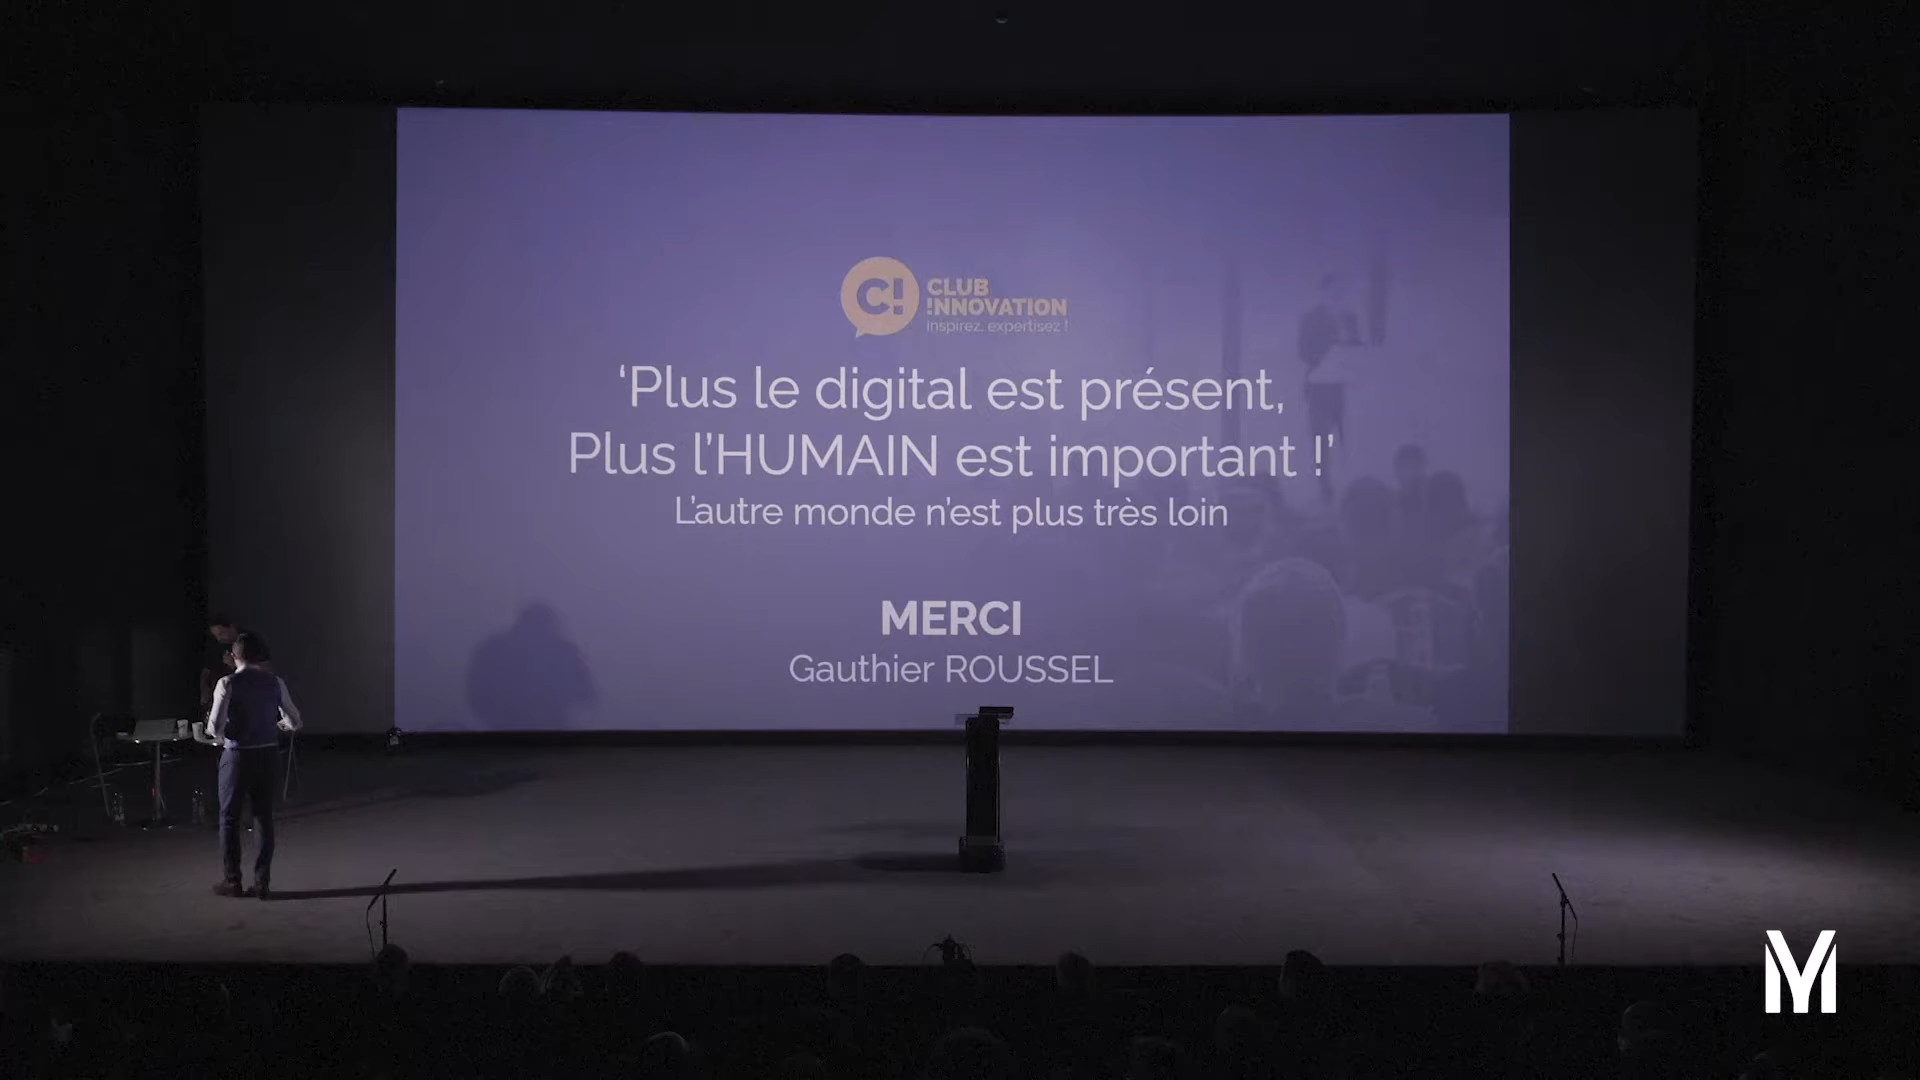 C!
CLUB
!NNOVATION
inspirez, expertisez !
‘Plus le digital est présent,
Plus l’HUMAIN est important !’
L’autre monde n’est plus très loin
MERCI
Gauthier ROUSSEL